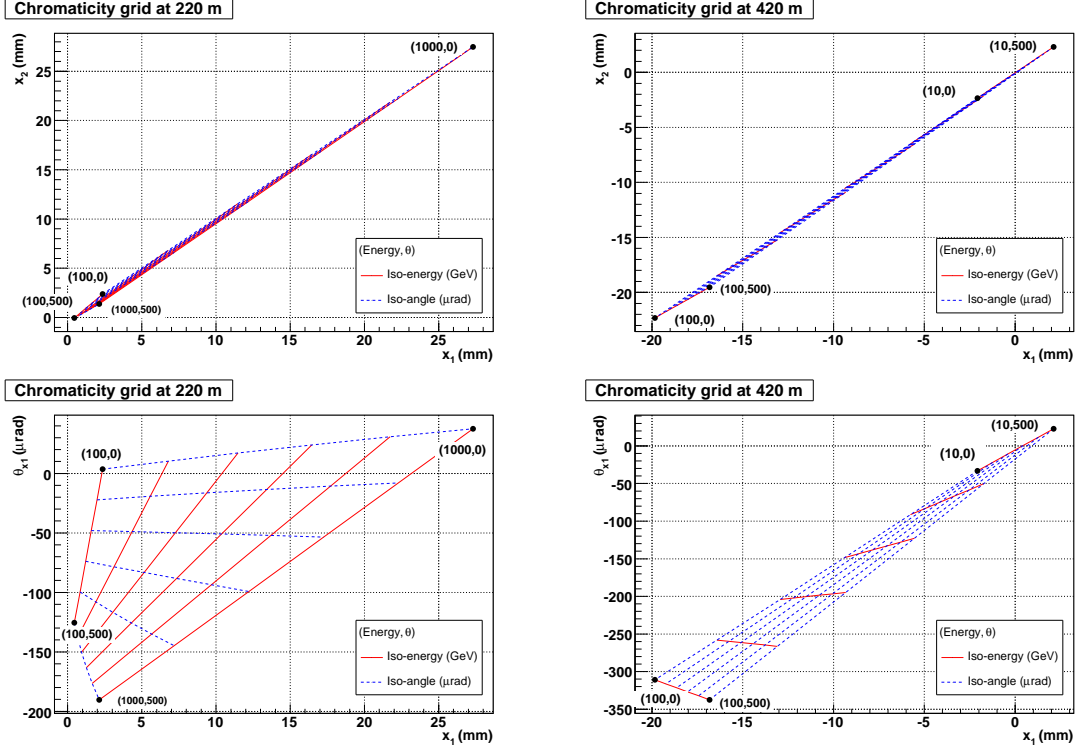 Chromaticity grid at 220 m
x2 (mm)
25
20
15
10
5
0
(1000,0)
(100,0)
(100,500)
(1000,500)
(Energy, θ)
Iso-energy (GeV)
Iso-angle (μrad)
0 5 10 15 20 25
x1 (mm)
Chromaticity grid at 420 m
x2 (mm)
0
-5
-10
-15
-20
(10,500)
(10,0)
(100,500)
(100,0)
(Energy, θ)
Iso-energy (GeV)
Iso-angle (μrad)
-20 -15 -10 -5 0
x1 (mm)
Chromaticity grid at 220 m
θx1 (μrad)
0
-50
-100
-150
-200
(100,0)
(1000,0)
(100,500)
(1000,500)
(Energy, θ)
Iso-energy (GeV)
Iso-angle (μrad)
0 5 10 15 20 25
x1 (mm)
Chromaticity grid at 420 m
θx1 (μrad)
0
-50
-100
-150
-200
-250
-300
-350
(10,500)
(10,0)
(100,0)
(100,500)
(Energy, θ)
Iso-energy (GeV)
Iso-angle (μrad)
-20 -15 -10 -5 0
x1 (mm)